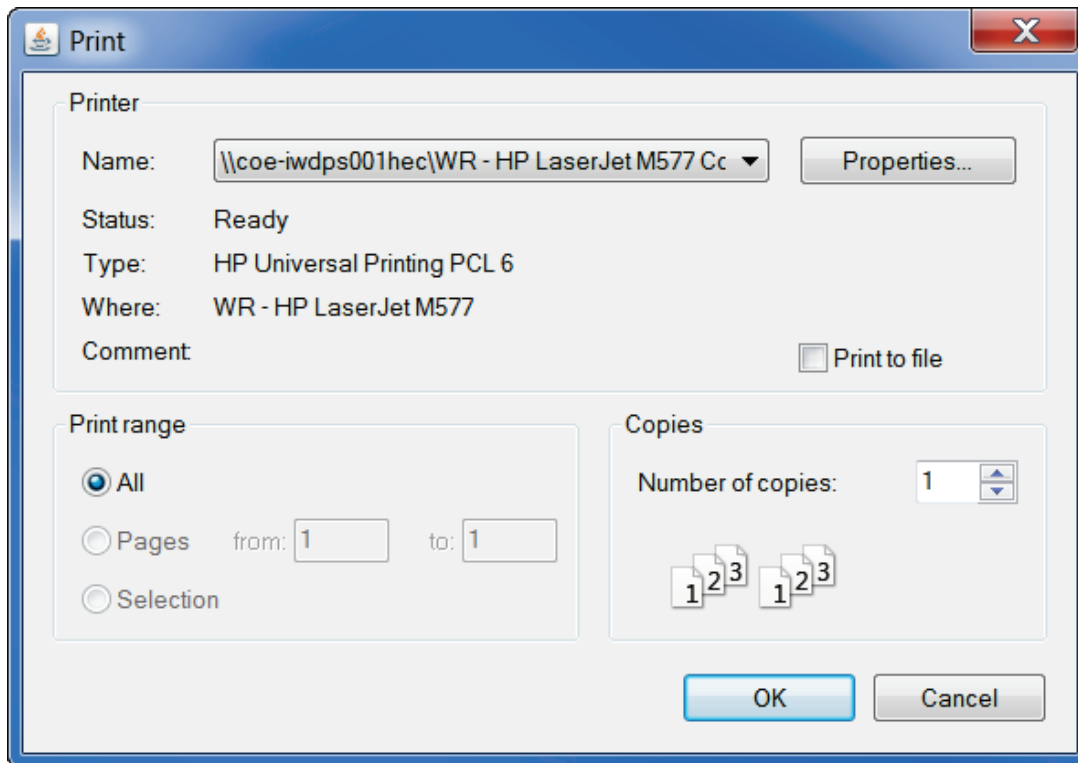 Print
Printer
Name: \\coe-iwdps001hec\WR - HP LaserJet M577 Cc Properties...
Status: Ready
Type: HP Universal Printing PCL 6
Where: WR - HP LaserJet M577
Comment:
Print to file
Print range
All
Pages from: 1 to: 1
Selection
Copies
Number of copies: 1
1 2 3 1 2 3
OK Cancel